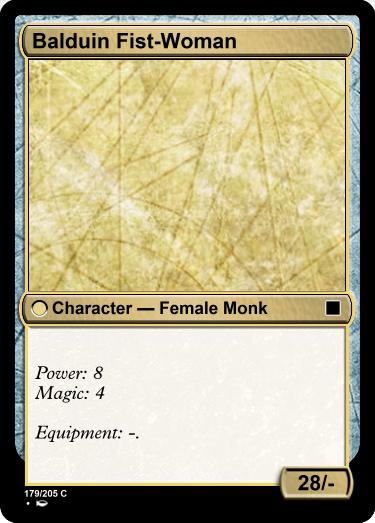 Balduin Fist-Woman
Character — Female Monk
Power: 8
Magic: 4
Equipment: -.
28/-
179/205 C